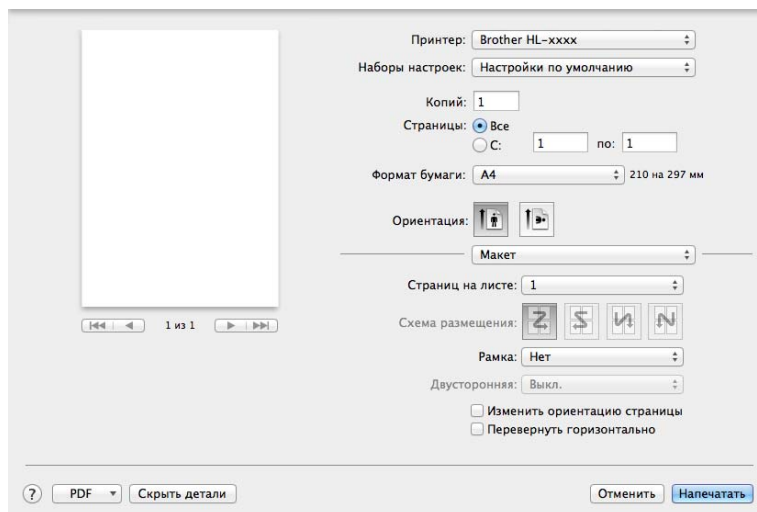 Принтер: Brother HL-xxxx
Наборы настроек: Настройки по умолчанию
Копий: 1
Страницы: Все
С: 1 по: 1
Формат бумаги: A4 210 на 297 мм
Ориентация:
Макет
Страниц на листе: 1
Схема размещения:
Рамка: Нет
Двусторонняя: Выкл.
Изменить ориентацию страницы
Перевернуть горизонтально
1 из 1
? PDF Скрыть детали Отменить Напечатать